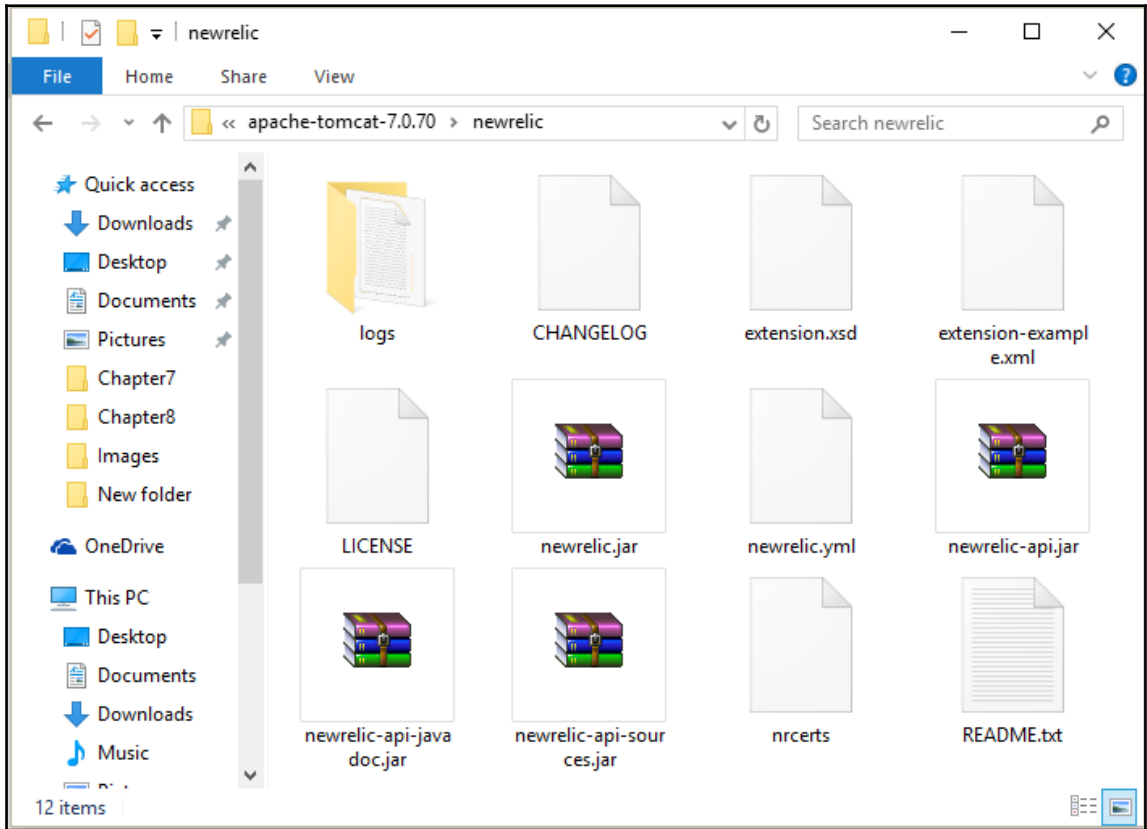 newrelic
File Home Share View
« apache-tomcat-7.0.70 > newrelic
Search newrelic
Quick access
Downloads
Desktop
Documents
Pictures
Chapter7
Chapter8
Images
New folder
OneDrive
This PC
Desktop
Documents
Downloads
Music
logs
CHANGELOG
extension.xsd
extension-exampl
e.xml
LICENSE
newrelic.jar
newrelic.yml
newrelic-api.jar
newrelic-api-java
doc.jar
newrelic-api-sour
ces.jar
nrcerts
README.txt
12 items